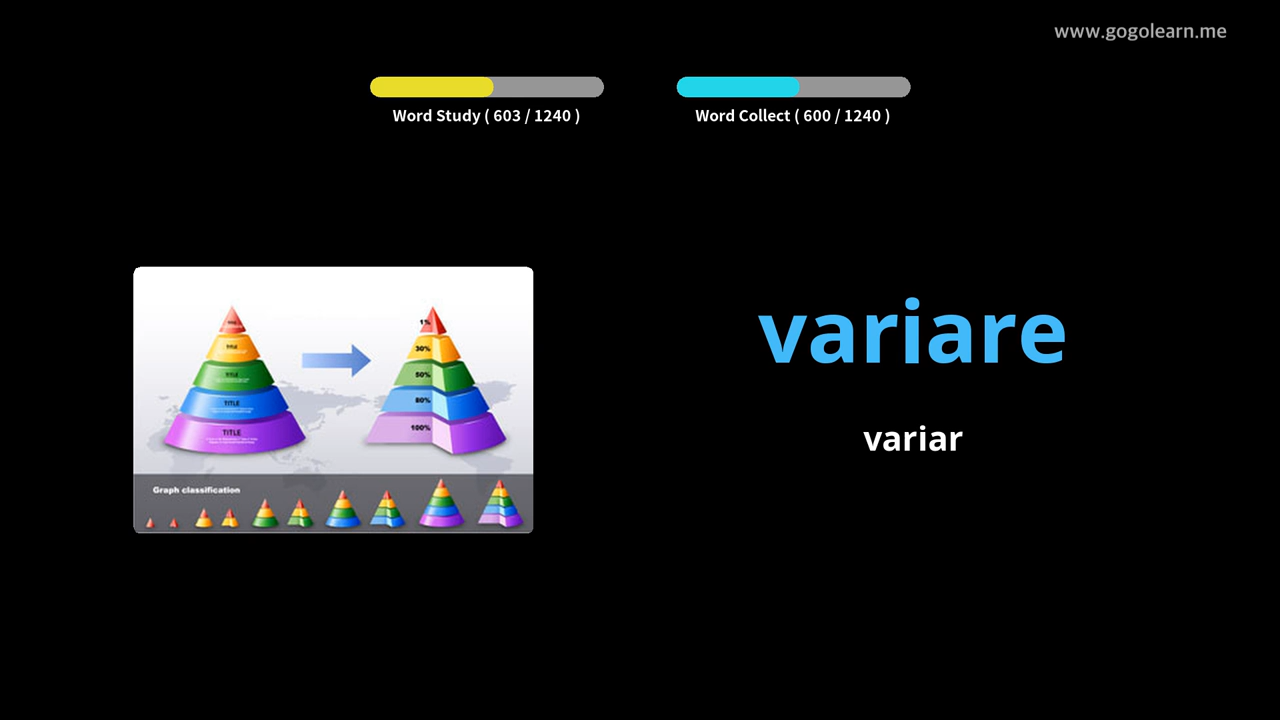 www.gogolearn.me
Word Study ( 603 / 1240 )
Word Collect ( 600 / 1240 )
variare
variar
TITLE
TITLE
TITLE
TITLE
1%
30%
50%
80%
100%
Graph classification